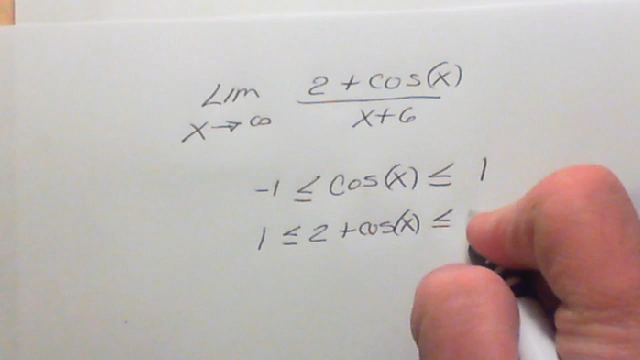 Lim 2 + cos(x)
x→∞ x+6
-1 ≤ cos(x) ≤ 1
1 ≤ 2 + cos(x) ≤